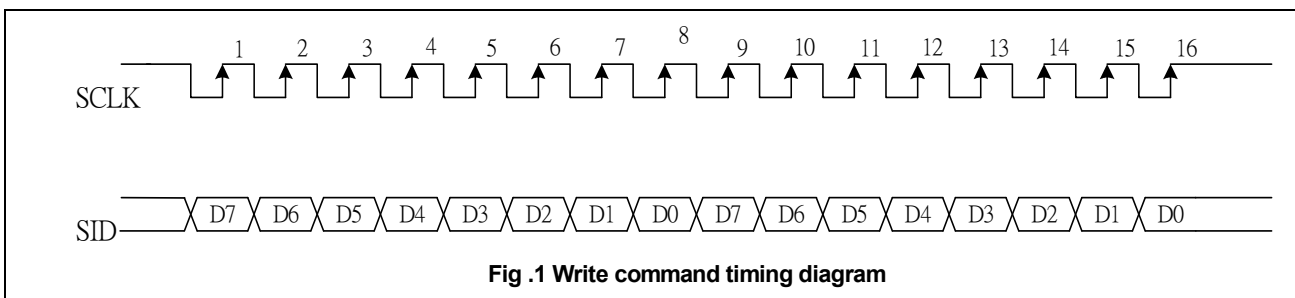 1 2 3 4 5 6 7 8 9 10 11 12 13 14 15 16
SCLK
D7 D6 D5 D4 D3 D2 D1 D0 D7 D6 D5 D4 D3 D2 D1 D0
SID
Fig .1 Write command timing diagram